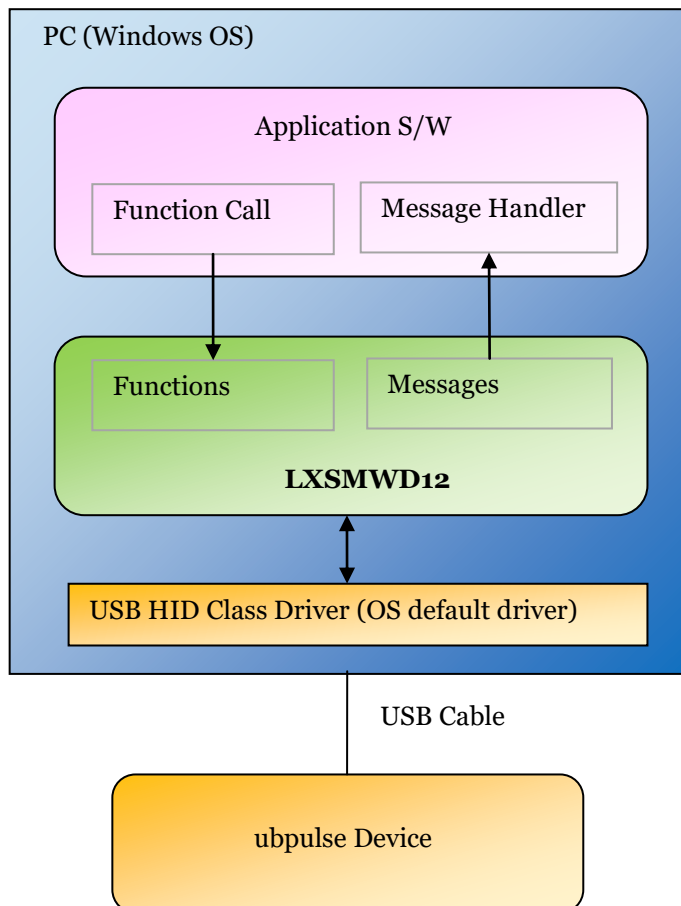 PC (Windows OS)
Application S/W
Function Call
Message Handler
Functions
Messages
LXSMWD12
USB HID Class Driver (OS default driver)
USB Cable
ubpulse Device